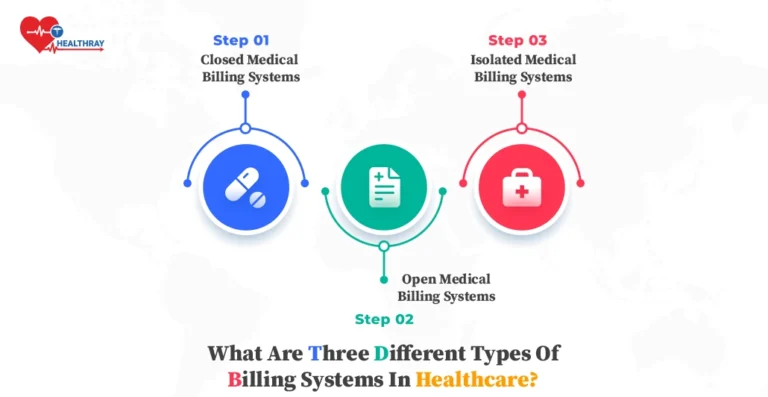 HEALTHRAY
Step 01
Closed Medical
Billing Systems
Step 03
Isolated Medical
Billing Systems
Open Medical
Billing Systems
Step 02
What Are Three Different Types Of
Billing Systems In Healthcare?